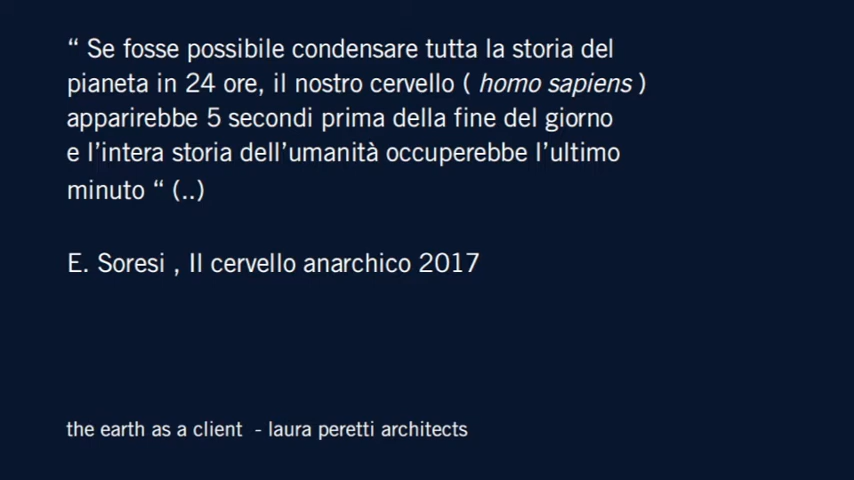 “ Se fosse possibile condensare tutta la storia del
pianeta in 24 ore, il nostro cervello ( homo sapiens )
apparirebbe 5 secondi prima della fine del giorno
e l’intera storia dell’umanità occuperebbe l’ultimo
minuto “ (..)
E. Soresi , Il cervello anarchico 2017
the earth as a client - laura peretti architects